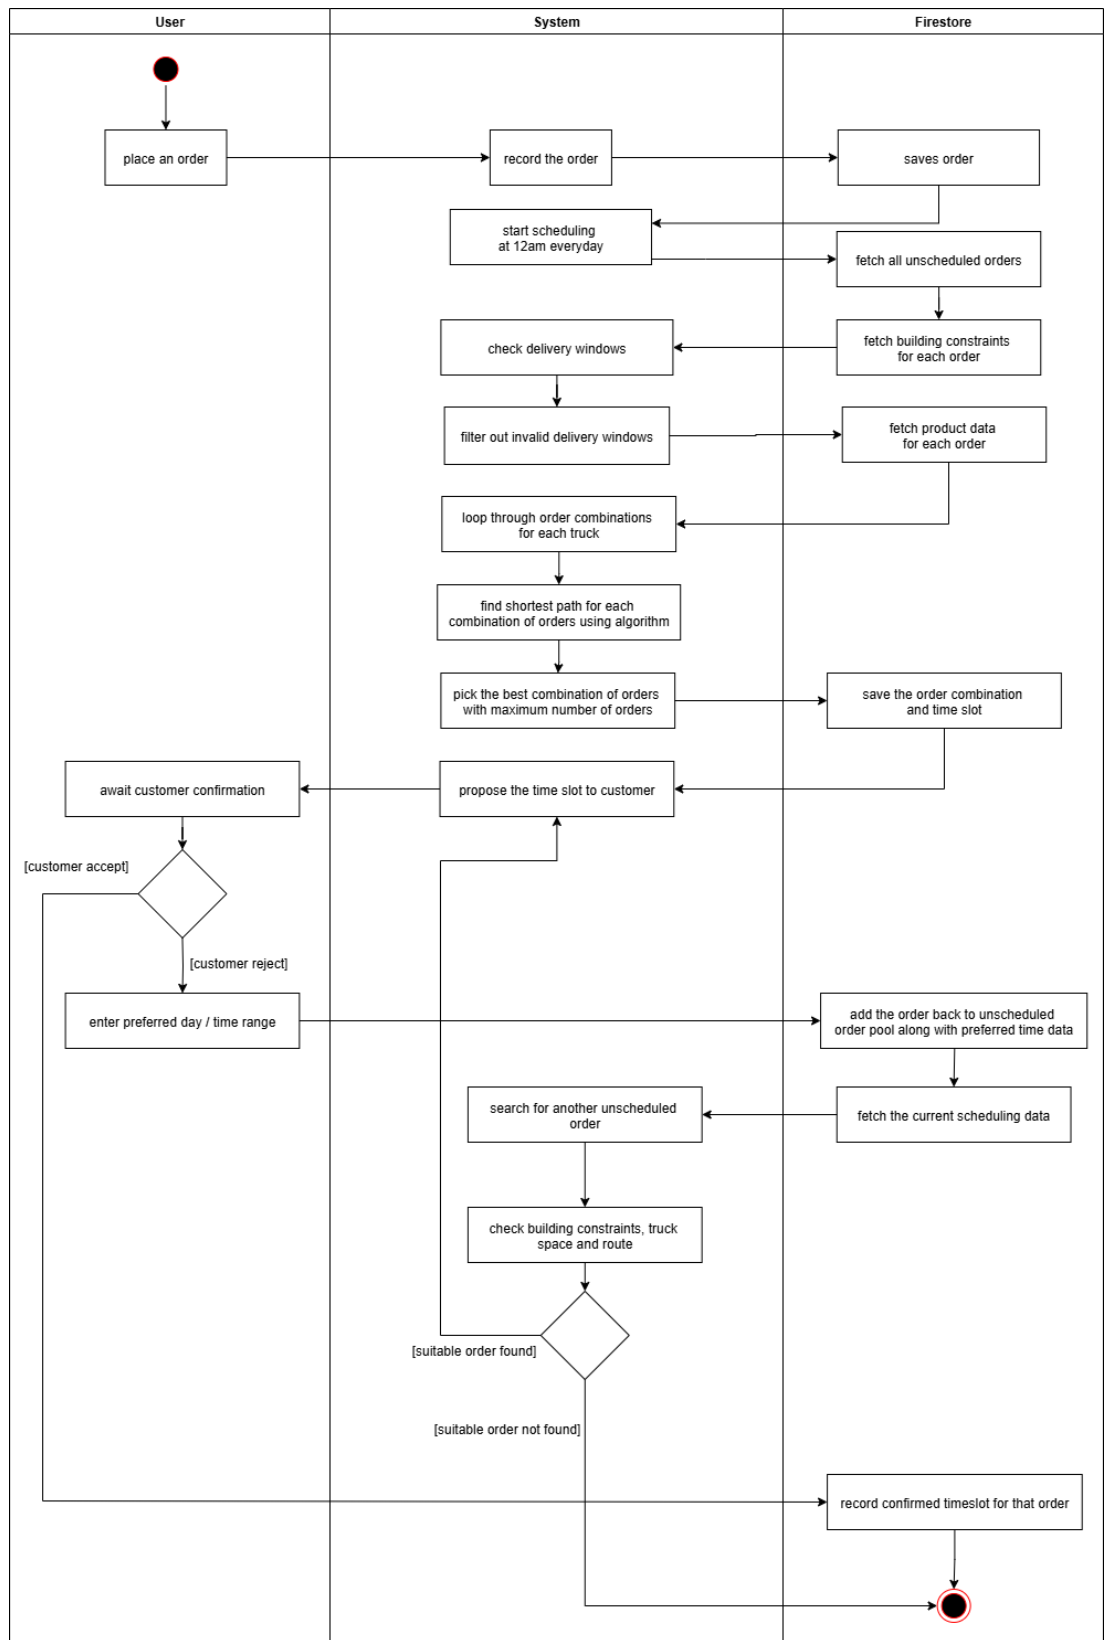 User
System
Firestore
place an order
record the order
saves order
start scheduling
at 12am everyday
fetch all unscheduled orders
fetch building constraints
for each order
check delivery windows
filter out invalid delivery windows
fetch product data
for each order
loop through order combinations
for each truck
find shortest path for each
combination of orders using algorithm
pick the best combination of orders
with maximum number of orders
save the order combination
and time slot
propose the time slot to customer
await customer confirmation
[customer accept]
[customer reject]
enter preferred day / time range
add the order back to unscheduled
order pool along with preferred time data
fetch the current scheduling data
search for another unscheduled
order
check building constraints, truck
space and route
[suitable order found]
[suitable order not found]
record confirmed timeslot for that order